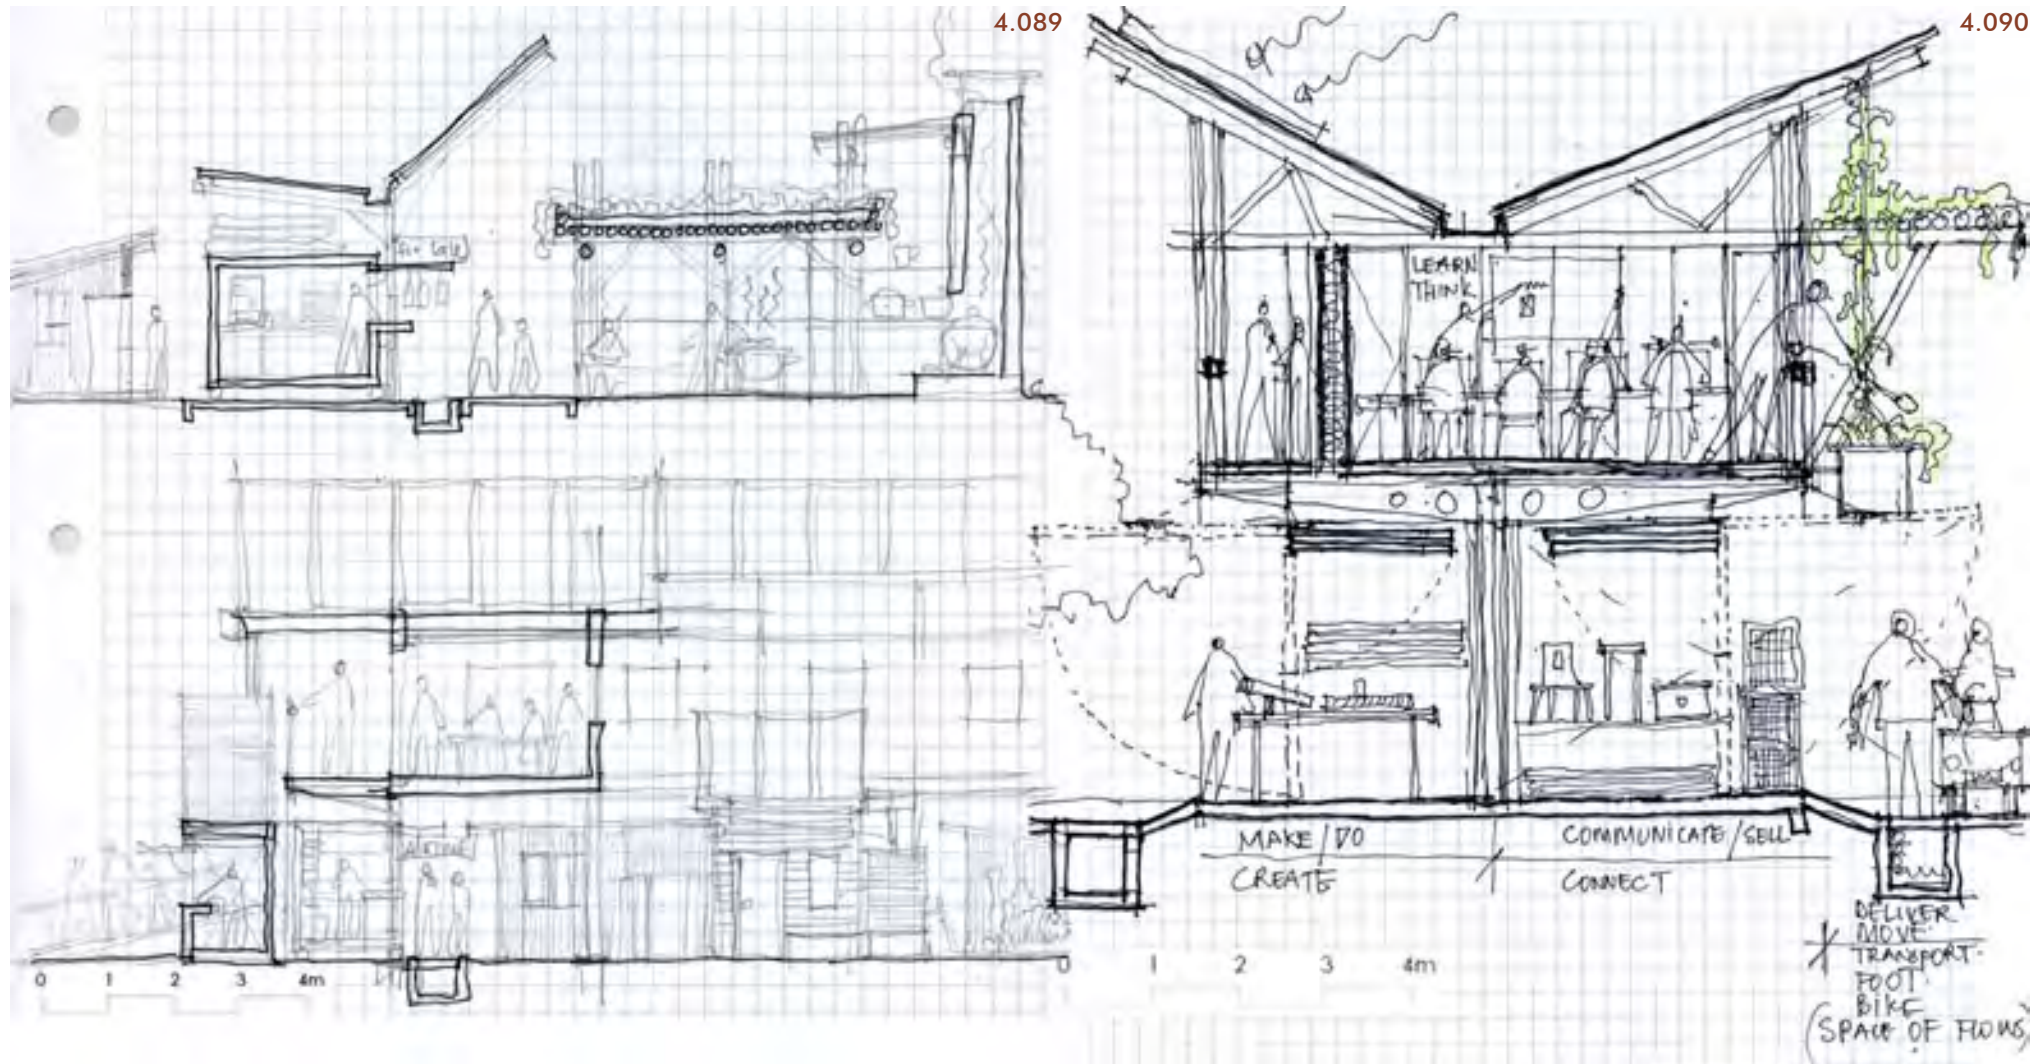 4.089
4.090
LEARN
THINK
MAKE/DO
COMMUNICATE/SELL
CREATE
CONNECT
DELIVER
MOVE
TRANSPORT
FOOT
BIKE
(SPACE OF FLOWS)
0 1 2 3 4m
0 1 2 3 4m